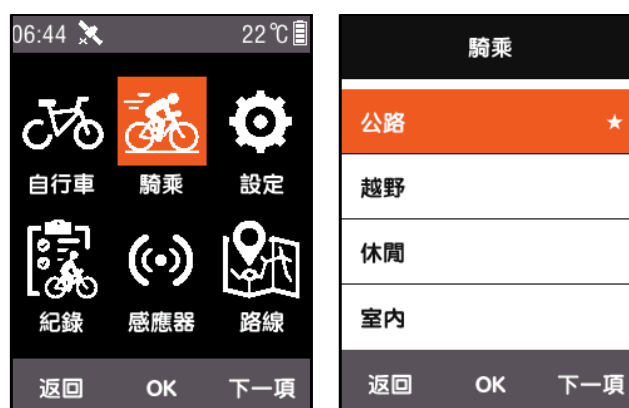 06:44 22℃
自行車 騎乘 設定
紀錄 感應器 路線
返回 OK 下一項
騎乘
公路 ★
越野
休閒
室內
返回 OK 下一項